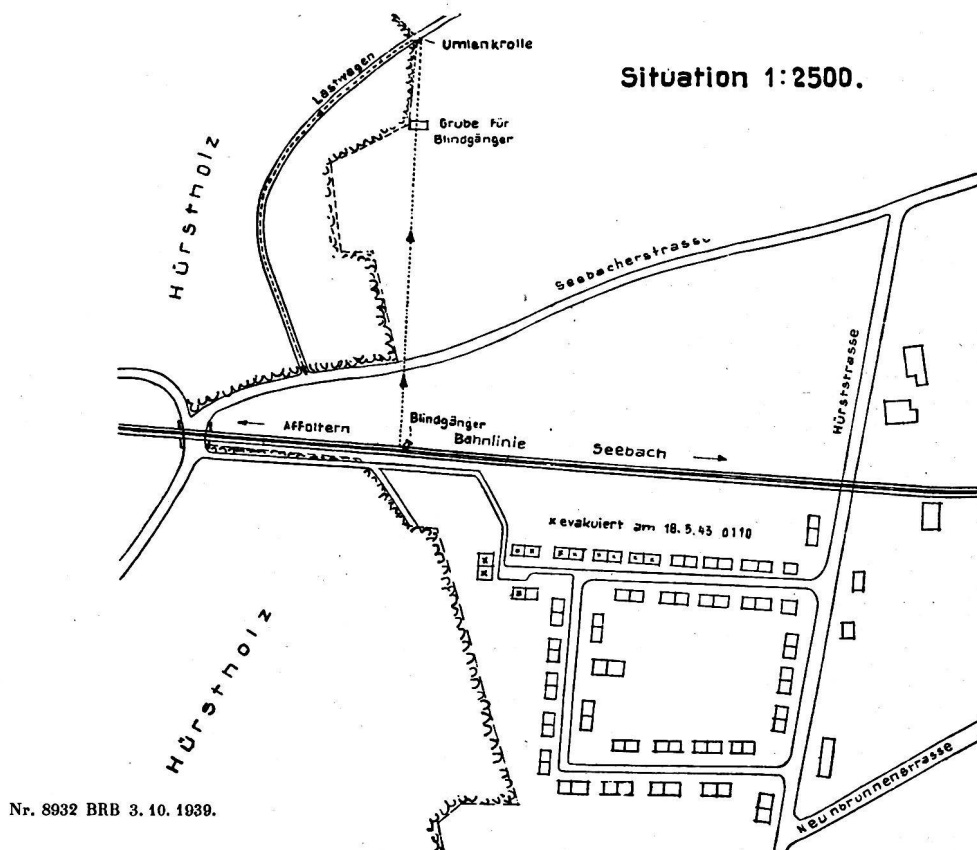 Umlenkrolle
Situation 1:2500.
Lastwagen
Grube für
Blindgänger
Hürstholz
Seebacherstrasse
Hürststrasse
Blindgänger
Affoltern
Bahnlinie
Seebach
x evakuiert am 18.5.43 0110
Hürstholz
Neunbrunnenstrasse
Nr. 8932 BRB 3. 10. 1939.